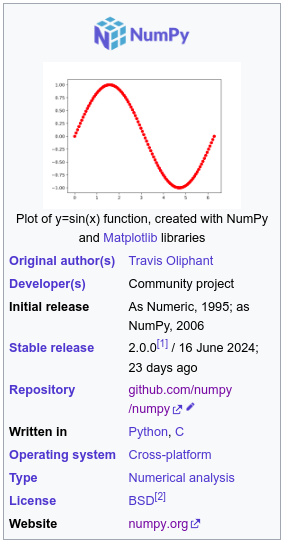 NumPy
1.00
0.75
0.50
0.25
0.00
−0.25
−0.50
−0.75
−1.00
0 1 2 3 4 5 6
Plot of y=sin(x) function, created with NumPy
and Matplotlib libraries
Original author(s) Travis Oliphant
Developer(s) Community project
Initial release As Numeric, 1995; as
NumPy, 2006
Stable release 2.0.0[1] / 16 June 2024;
23 days ago
Repository github.com/numpy
/numpy
Written in Python, C
Operating system Cross-platform
Type Numerical analysis
License BSD[2]
Website numpy.org